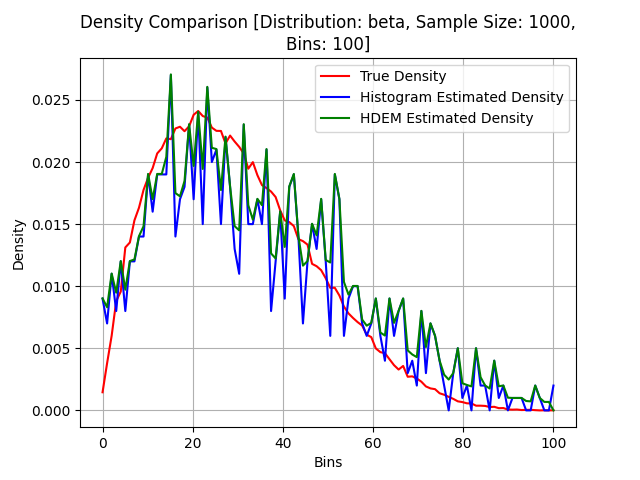 Density Comparison [Distribution: beta, Sample Size: 1000,
Bins: 100]
True Density
Histogram Estimated Density
HDEM Estimated Density
Density
0.025
0.020
0.015
0.010
0.005
0.000
0
20
40
60
80
100
Bins